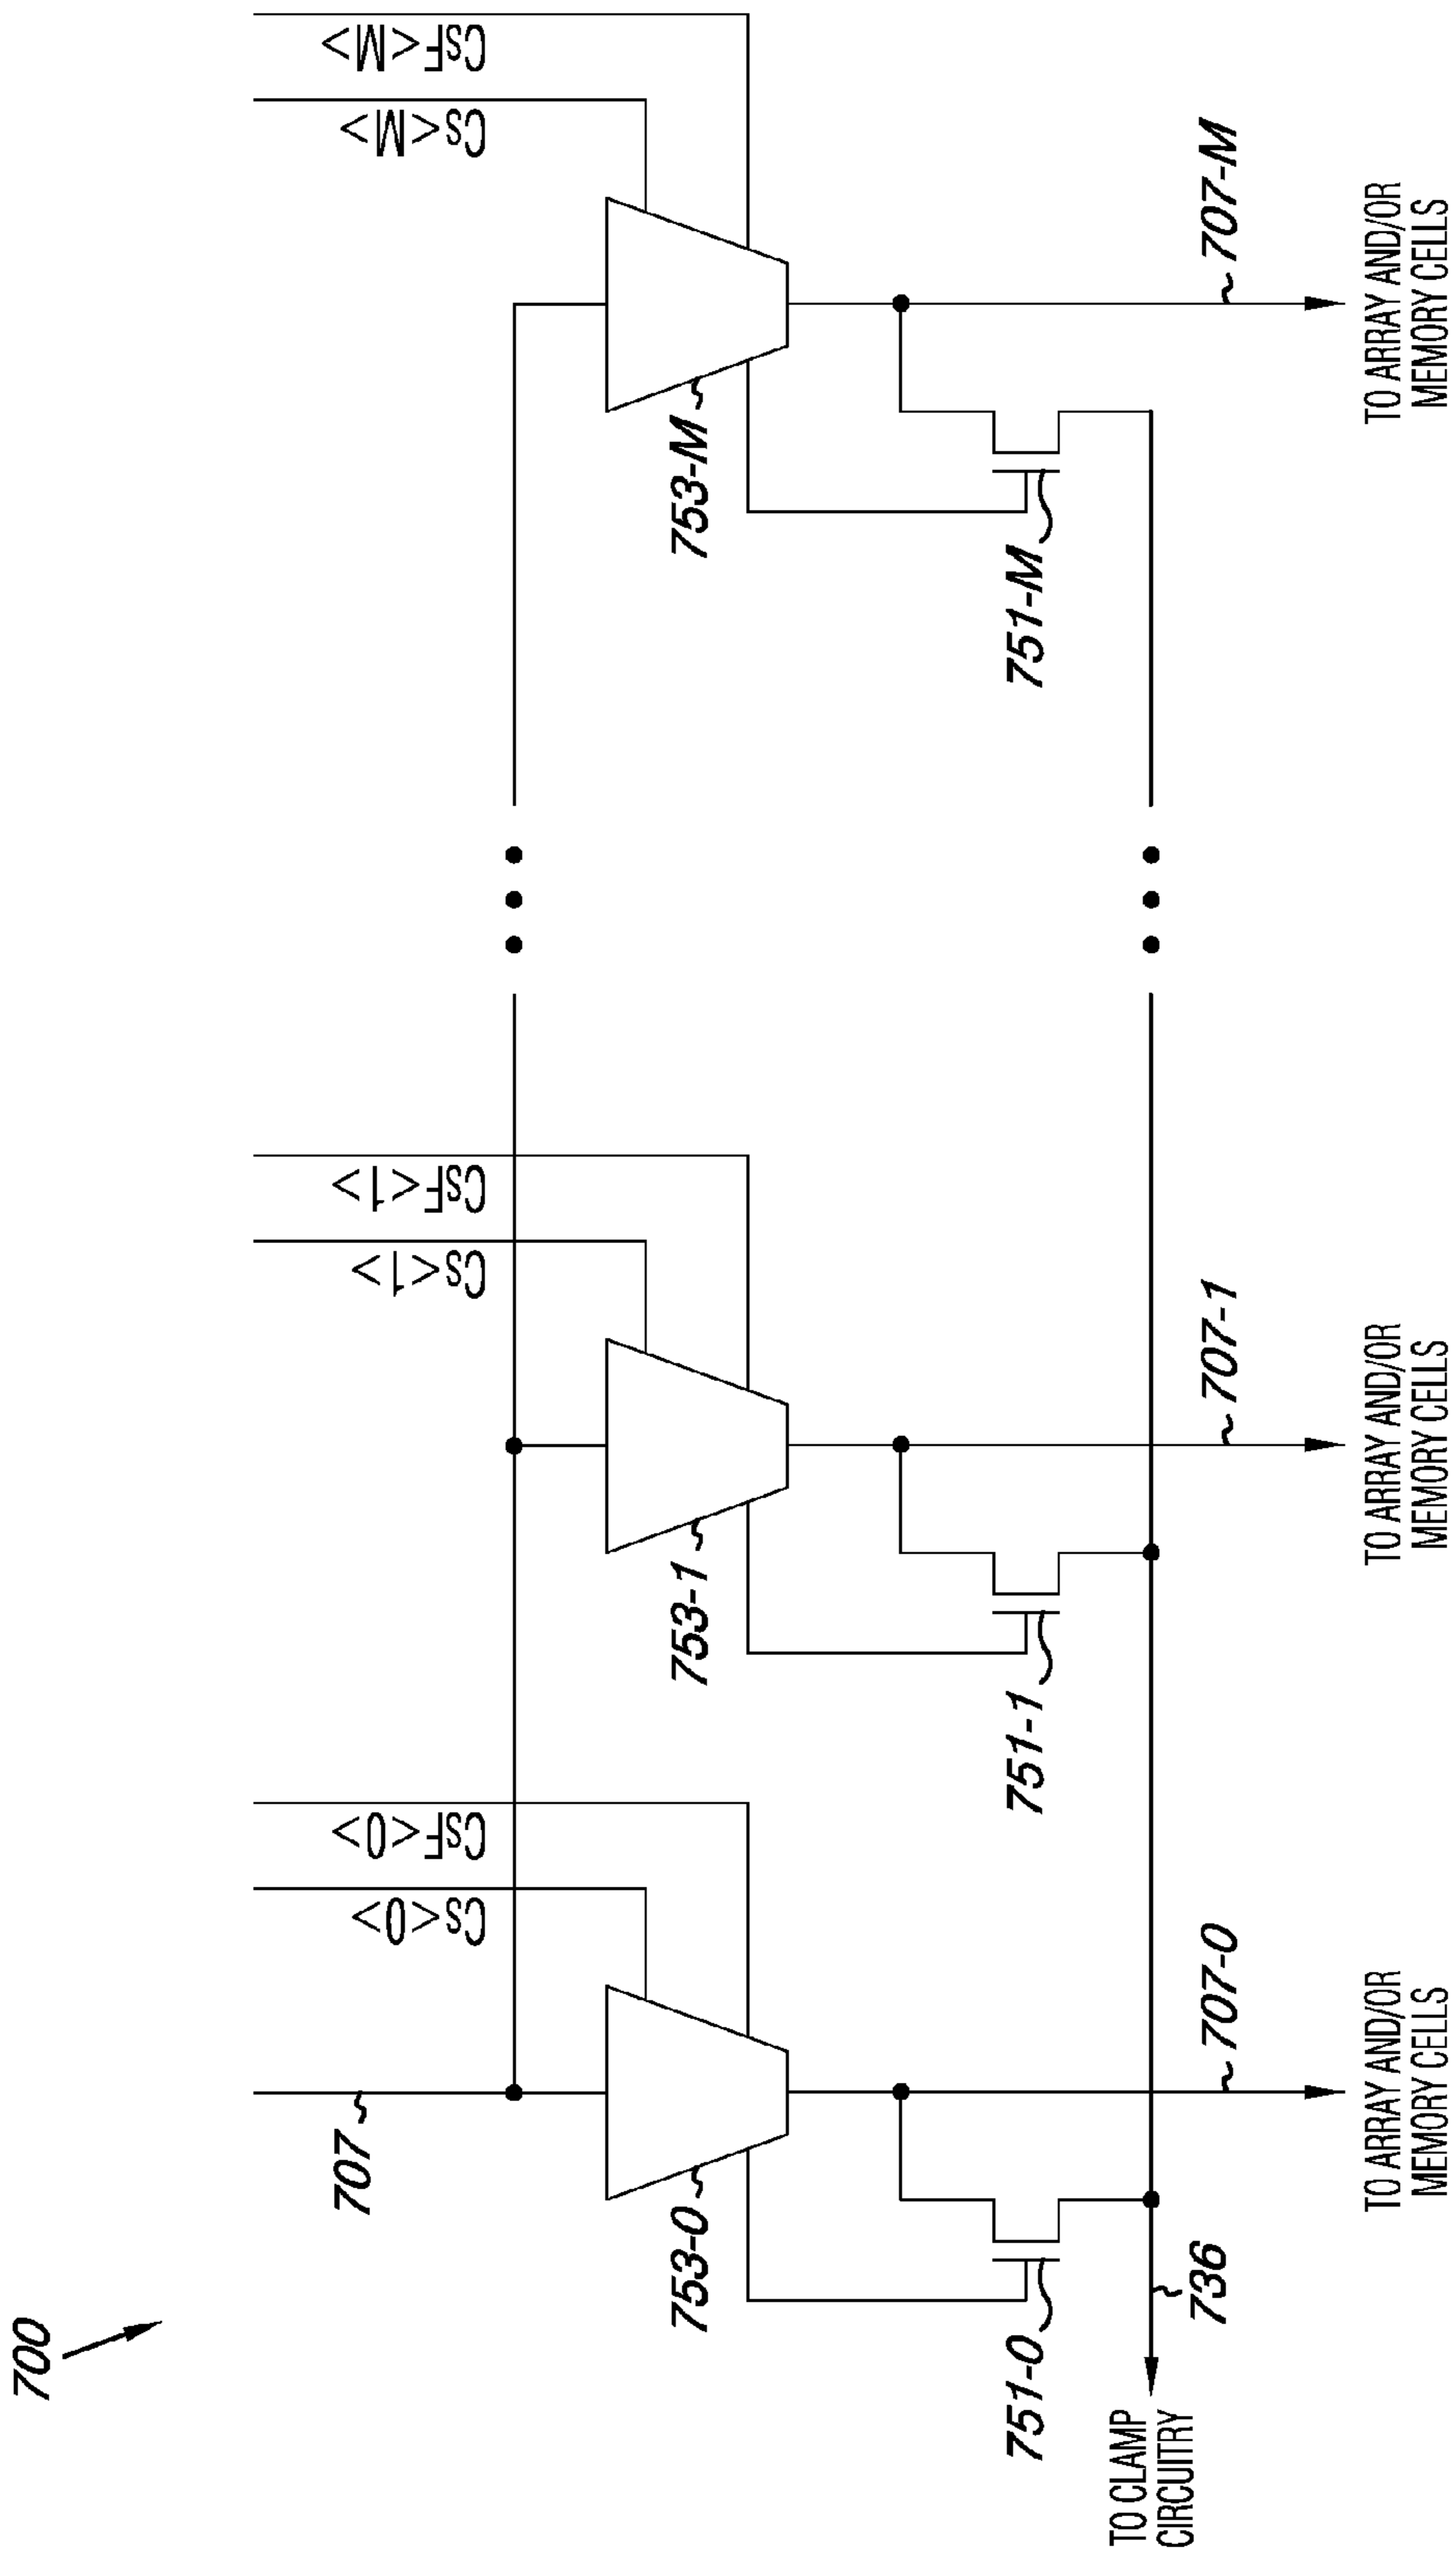 700
707
Cs<0>
CsF<0>
Cs<1>
CsF<1>
Cs<M>
CsF<M>
753-0
753-1
753-M
751-0
751-1
751-M
707-0
707-1
707-M
736
TO CLAMP
CIRCUITRY
TO ARRAY AND/OR
MEMORY CELLS
TO ARRAY AND/OR
MEMORY CELLS
TO ARRAY AND/OR
MEMORY CELLS